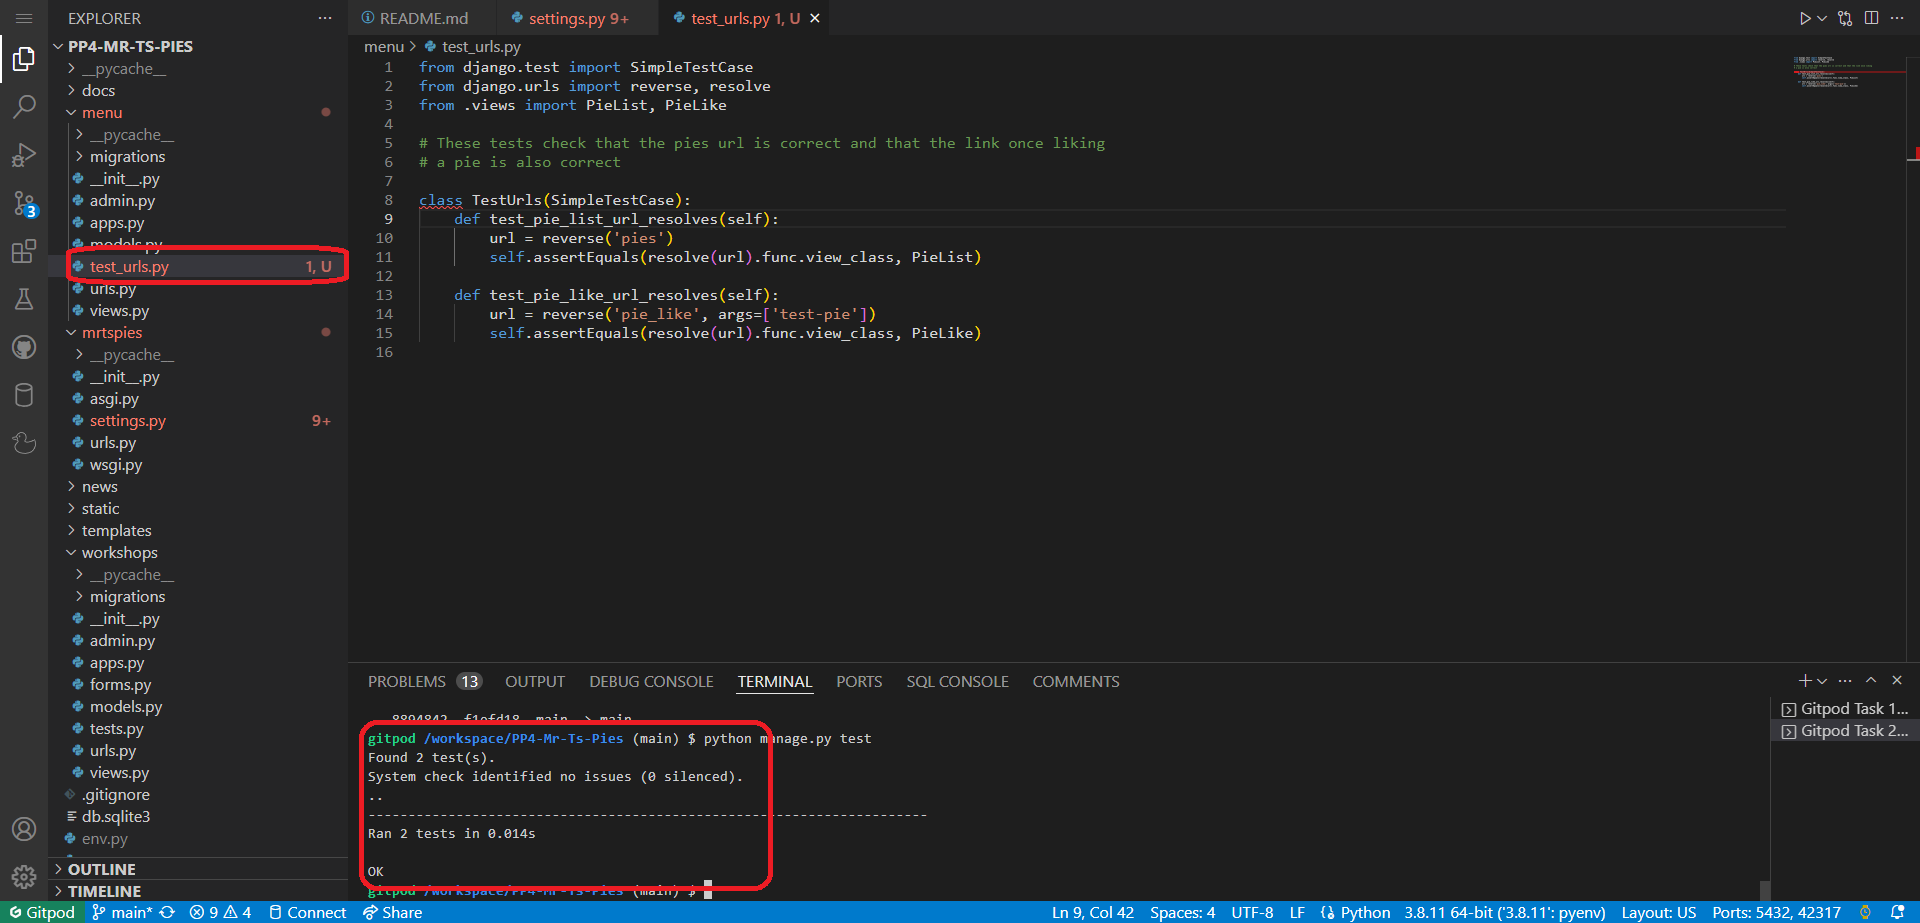 EXPLORER
PP4-MR-TS-PIES
__pycache__
docs
menu
__pycache__
migrations
__init__.py
admin.py
apps.py
models.py
test_urls.py 1, U
urls.py
views.py
mrtspies
__pycache__
__init__.py
asgi.py
settings.py 9+
urls.py
wsgi.py
news
static
templates
workshops
__pycache__
migrations
__init__.py
admin.py
apps.py
forms.py
models.py
tests.py
urls.py
views.py
.gitignore
db.sqlite3
env.py
OUTLINE
TIMELINE
3
README.md
settings.py 9+
test_urls.py 1, U
menu > test_urls.py
1 from django.test import SimpleTestCase
2 from django.urls import reverse, resolve
3 from .views import PieList, PieLike
4
5 # These tests check that the pies url is correct and that the link once liking
6 # a pie is also correct
7
8 class TestUrls(SimpleTestCase):
9 def test_pie_list_url_resolves(self):
10 url = reverse('pies')
11 self.assertEquals(resolve(url).func.view_class, PieList)
12
13 def test_pie_like_url_resolves(self):
14 url = reverse('pie_like', args=['test-pie'])
15 self.assertEquals(resolve(url).func.view_class, PieLike)
16
PROBLEMS 13 OUTPUT DEBUG CONSOLE TERMINAL PORTS SQL CONSOLE COMMENTS
8894842..f1efd18 main -> main
gitpod /workspace/PP4-Mr-Ts-Pies (main) $ python manage.py test
Found 2 test(s).
System check identified no issues (0 silenced).
..
----------------------------------------------------------------------
Ran 2 tests in 0.014s
OK
gitpod /workspace/PP4-Mr-Ts-Pies (main) $
Gitpod Task 1...
Gitpod Task 2...
Gitpod main* 9 4 Connect Share Ln 9, Col 42 Spaces: 4 UTF-8 LF Python 3.8.11 64-bit ('3.8.11': pyenv) Layout: US Ports: 5432, 42317